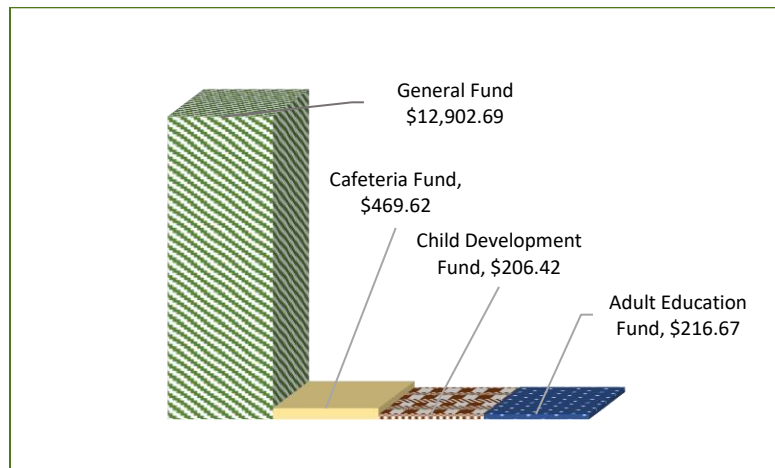 General Fund
$12,902.69
Cafeteria Fund,
$469.62
Child Development
Fund, $206.42
Adult Education
Fund, $216.67